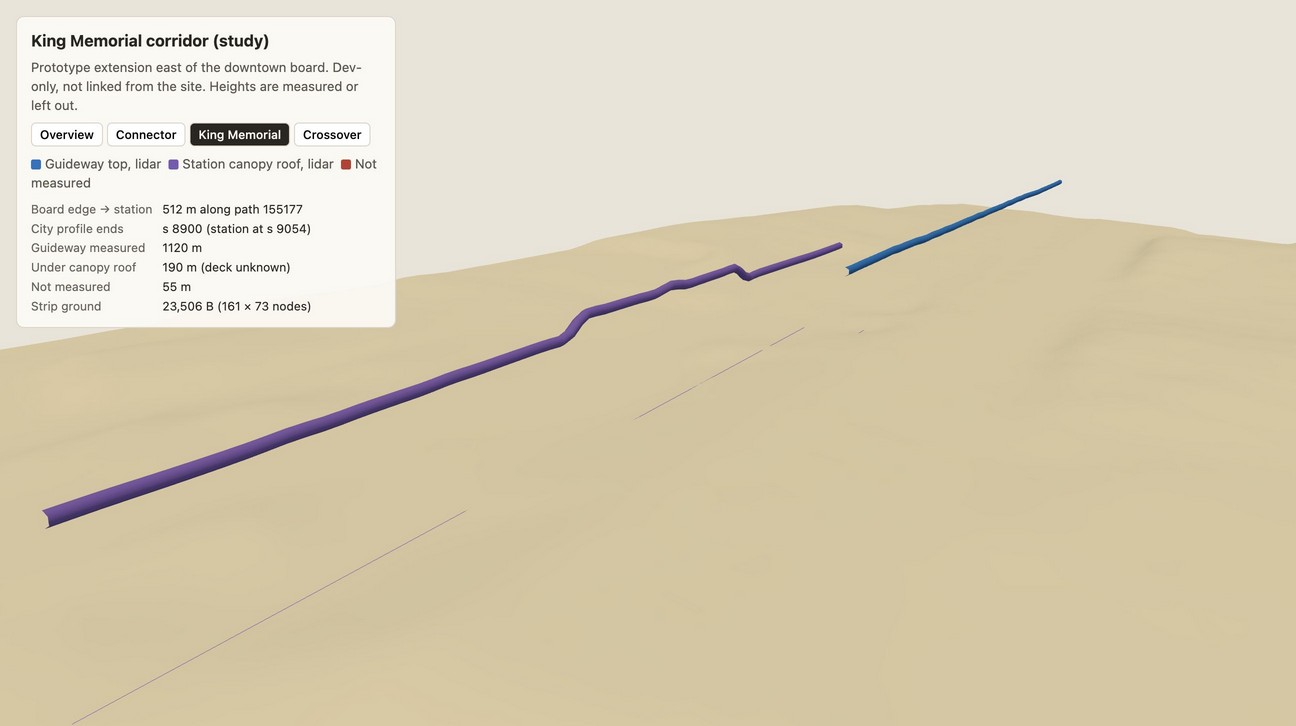 King Memorial corridor (study)
Prototype extension east of the downtown board. Dev-
only, not linked from the site. Heights are measured or
left out.
Overview Connector King Memorial Crossover
Guideway top, lidar Station canopy roof, lidar Not
measured
Board edge → station 512 m along path 155177
City profile ends s 8900 (station at s 9054)
Guideway measured 1120 m
Under canopy roof 190 m (deck unknown)
Not measured 55 m
Strip ground 23,506 B (161 × 73 nodes)